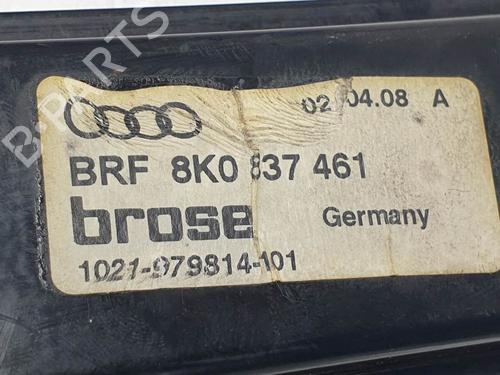 B-PARTS
02.04.08 A
BRF 8K0 837 461
brose Germany
1021-979814-101